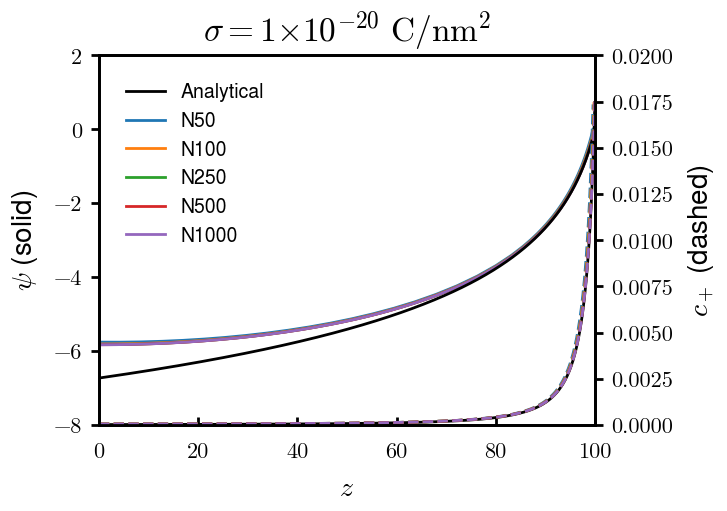 σ = 1×10⁻²⁰ C/nm²
2
0
−2
−4
−6
−8
ψ (solid)
Analytical
N50
N100
N250
N500
N1000
0.0200
0.0175
0.0150
0.0125
0.0100
0.0075
0.0050
0.0025
0.0000
c₊ (dashed)
0 20 40 60 80 100
z